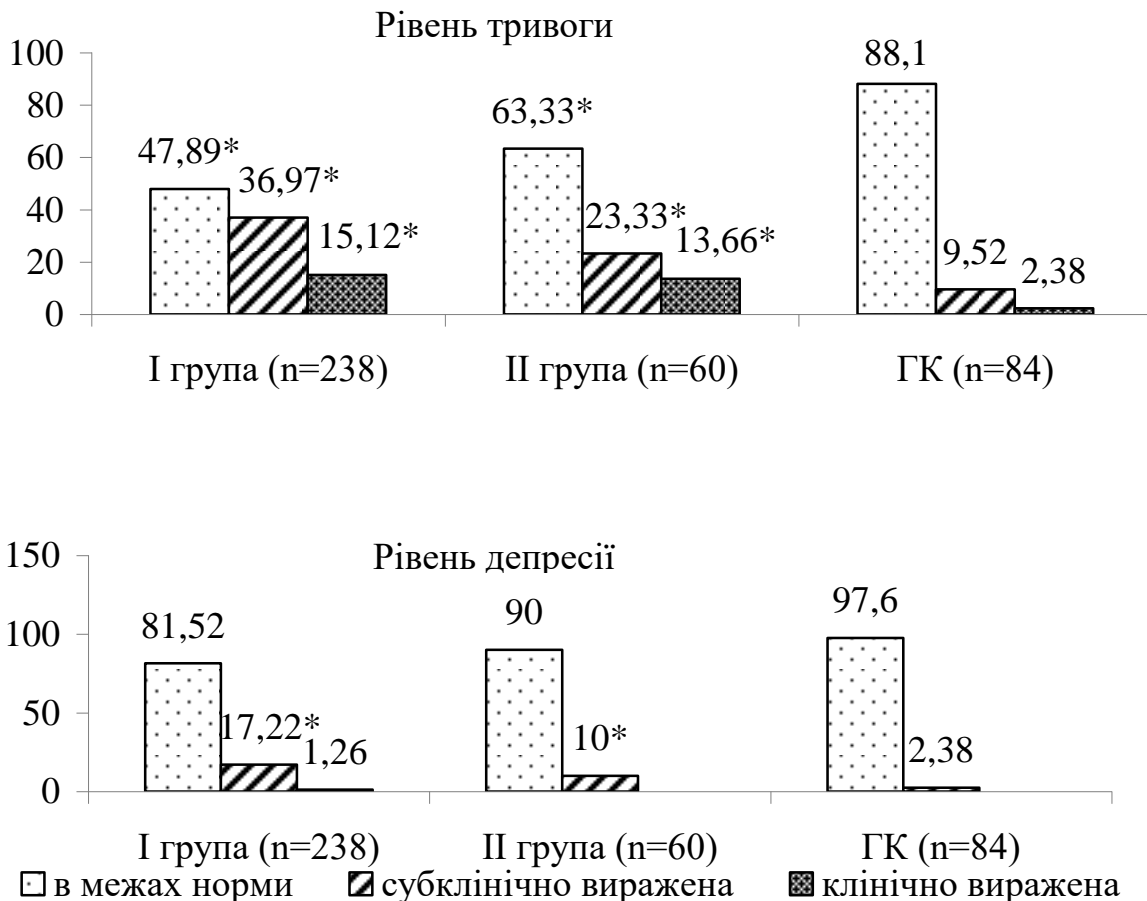 Рівень тривоги
100
80
60
40
20
0
47,89*
36,97*
15,12*
63,33*
23,33*
13,66*
88,1
9,52
2,38
І група (n=238)
ІІ група (n=60)
ГК (n=84)
Рівень депресії
150
100
50
0
81,52
17,22*
1,26
90
10*
97,6
2,38
І група (n=238)
ІІ група (n=60)
ГК (n=84)
в межах норми
субклінічно виражена
клінічно виражена